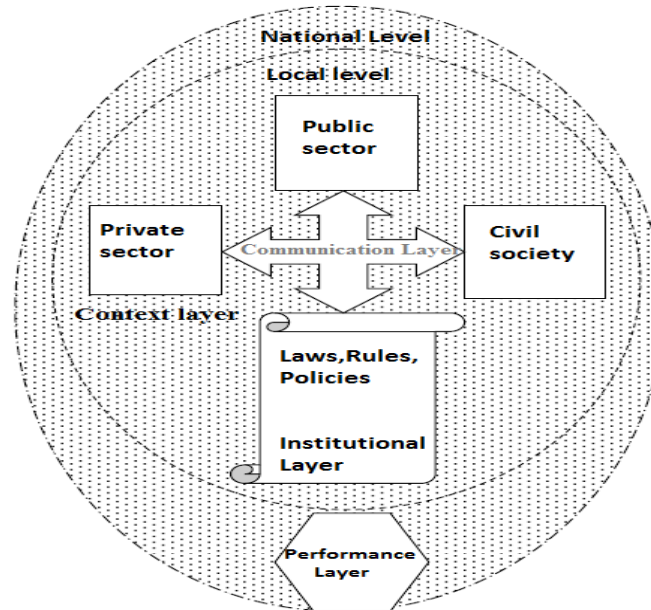 National Level
Local level
Public
sector
Private
sector
Communication Layer
Civil
society
Context layer
Laws,Rules,
Policies
Institutional
Layer
Performance
Layer